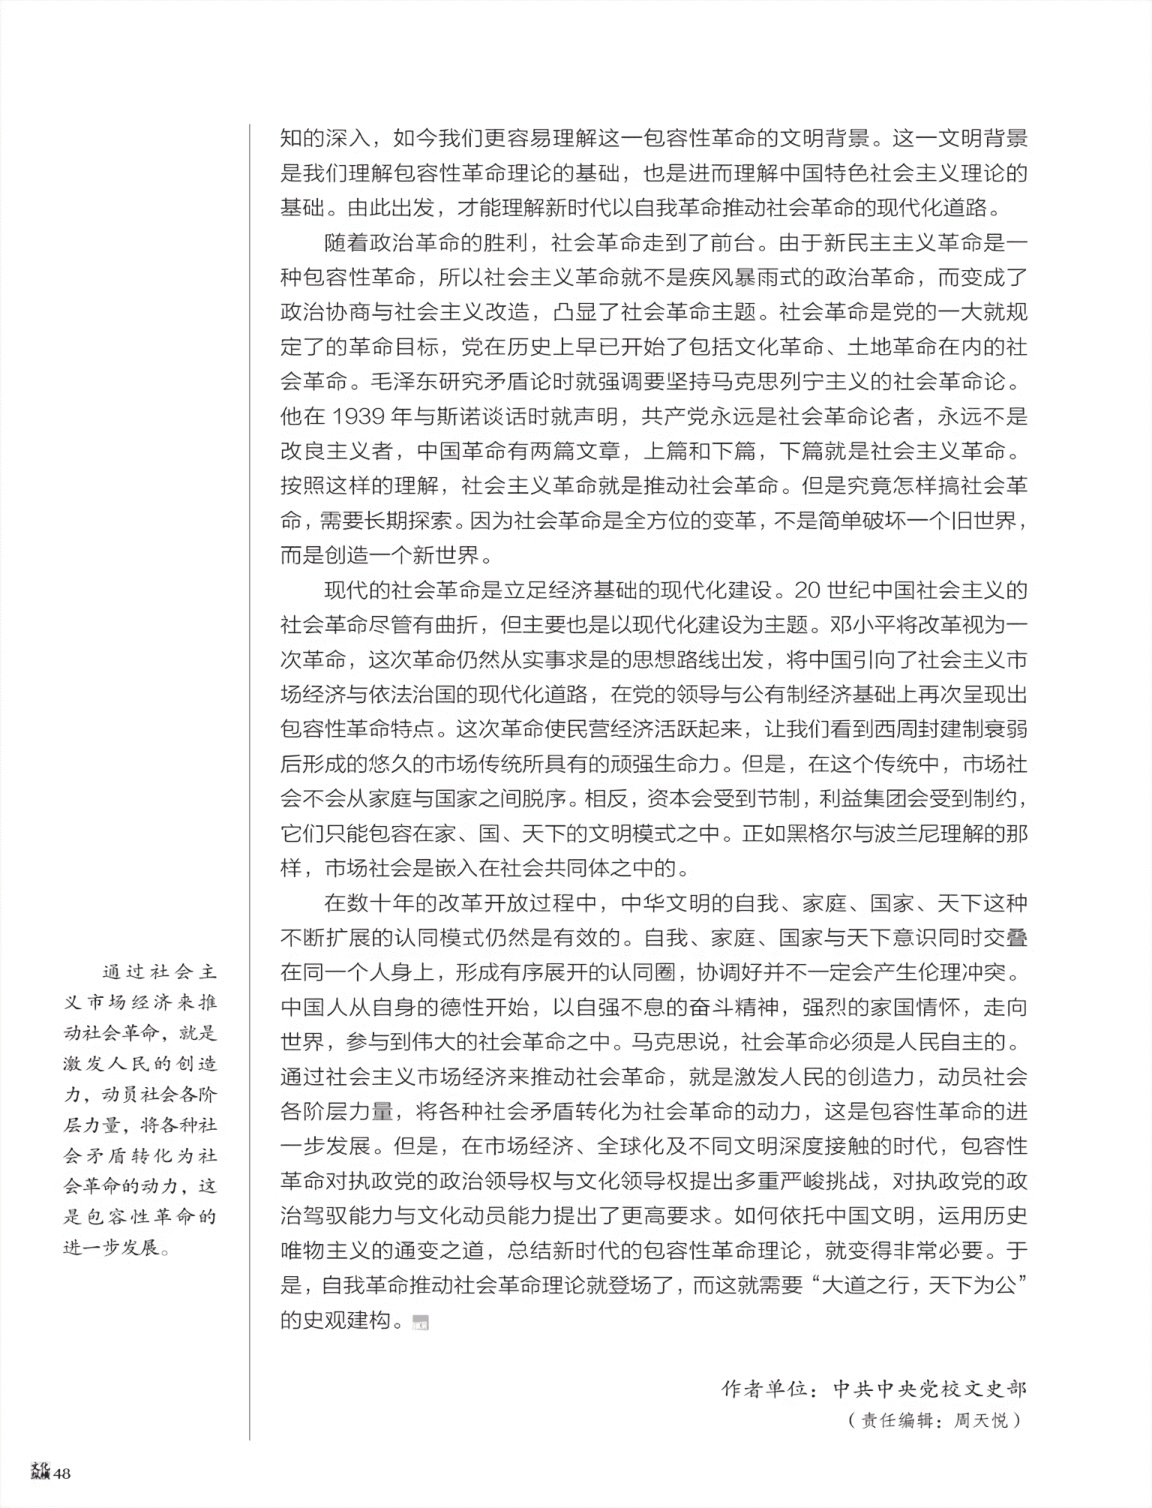 知的深入，如今我们更容易理解这一包容性革命的文明背景。这一文明背景
是我们理解包容性革命理论的基础，也是进而理解中国特色社会主义理论的
基础。由此出发，才能理解新时代以自我革命推动社会革命的现代化道路。
随着政治革命的胜利，社会革命走到了前台。由于新民主主义革命是一
种包容性革命，所以社会主义革命就不是疾风暴雨式的政治革命，而变成了
政治协商与社会主义改造，凸显了社会革命主题。社会革命是党的一大就规
定了的革命目标，党在历史上早已开始了包括文化革命、土地革命在内的社
会革命。毛泽东研究矛盾论时就强调要坚持马克思列宁主义的社会革命论。
他在 1939 年与斯诺谈话时就声明，共产党永远是社会革命论者，永远不是
改良主义者，中国革命有两篇文章，上篇和下篇，下篇就是社会主义革命。
按照这样的理解，社会主义革命就是推动社会革命。但是究竟怎样搞社会革
命，需要长期探索。因为社会革命是全方位的变革，不是简单破坏一个旧世界，
而是创造一个新世界。
现代的社会革命是立足经济基础的现代化建设。20 世纪中国社会主义的
社会革命尽管有曲折，但主要也是以现代化建设为主题。邓小平将改革视为一
次革命，这次革命仍然从实事求是的思想路线出发，将中国引向了社会主义市
场经济与依法治国的现代化道路，在党的领导与公有制经济基础上再次呈现出
包容性革命特点。这次革命使民营经济活跃起来，让我们看到西周封建制衰弱
后形成的悠久的市场传统所具有的顽强生命力。但是，在这个传统中，市场社
会不会从家庭与国家之间脱序。相反，资本会受到节制，利益集团会受到制约，
它们只能包容在家、国、天下的文明模式之中。正如黑格尔与波兰尼理解的那
样，市场社会是嵌入在社会共同体之中的。
在数十年的改革开放过程中，中华文明的自我、家庭、国家、天下这种
不断扩展的认同模式仍然是有效的。自我、家庭、国家与天下意识同时交叠
在同一个人身上，形成有序展开的认同圈，协调好并不一定会产生伦理冲突。
中国人从自身的德性开始，以自强不息的奋斗精神，强烈的家国情怀，走向
世界，参与到伟大的社会革命之中。马克思说，社会革命必须是人民自主的。
通过社会主义市场经济来推动社会革命，就是激发人民的创造力，动员社会
各阶层力量，将各种社会矛盾转化为社会革命的动力，这是包容性革命的进
一步发展。但是，在市场经济、全球化及不同文明深度接触的时代，包容性
革命对执政党的政治领导权与文化领导权提出多重严峻挑战，对执政党的政
治驾驭能力与文化动员能力提出了更高要求。如何依托中国文明，运用历史
唯物主义的通变之道，总结新时代的包容性革命理论，就变得非常必要。于
是，自我革命推动社会革命理论就登场了，而这就需要“大道之行，天下为公”
的史观建构。
作者单位：中共中央党校文史部
（责任编辑：周天悦）
通过社会主
义市场经济来推
动社会革命，就是
激发人民的创造
力，动员社会各阶
层力量，将各种社
会矛盾转化为社
会革命的动力，这
是包容性革命的
进一步发展。
文化
纵横 48